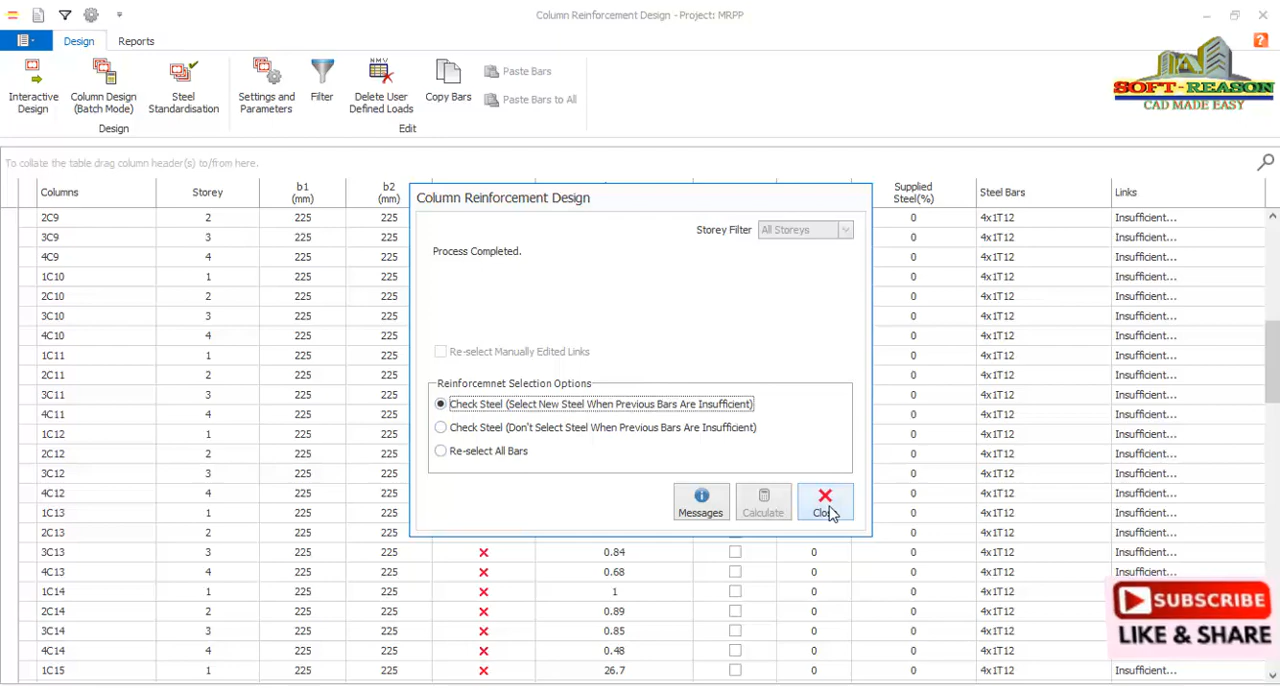 Column Reinforcement Design - Project: MRPP
Design Reports
Interactive Design
Column Design (Batch Mode)
Steel Standardisation
Design
Settings and Parameters
Filter
Delete User Defined Loads
Copy Bars
Paste Bars
Paste Bars to All
Edit
SOFT-REASON
CAD MADE EASY
To collate the table drag column header(s) to/from here.
Columns Storey b1 (mm) b2 (mm) Supplied Steel(%) Steel Bars Links
2C9 2 225 225 0 4x1T12 Insufficient...
3C9 3 225 225 0 4x1T12 Insufficient...
4C9 4 225 225 0 4x1T12 Insufficient...
1C10 1 225 225 0 4x1T12 Insufficient...
2C10 2 225 225 0 4x1T12 Insufficient...
3C10 3 225 225 0 4x1T12 Insufficient...
4C10 4 225 225 0 4x1T12 Insufficient...
1C11 1 225 225 0 4x1T12 Insufficient...
2C11 2 225 225 0 4x1T12 Insufficient...
3C11 3 225 225 0 4x1T12 Insufficient...
4C11 4 225 225 0 4x1T12 Insufficient...
1C12 1 225 225 0 4x1T12 Insufficient...
2C12 2 225 225 0 4x1T12 Insufficient...
3C12 3 225 225 0 4x1T12 Insufficient...
4C12 4 225 225 0 4x1T12 Insufficient...
1C13 1 225 225 0 4x1T12 Insufficient...
2C13 2 225 225 0 4x1T12 Insufficient...
3C13 3 225 225 0.84 0 0 4x1T12 Insufficient...
4C13 4 225 225 0.68 0 0 4x1T12 Insufficient...
1C14 1 225 225 1 0 0 4x1T12
2C14 2 225 225 0.89 0 0 4x1T12
3C14 3 225 225 0.85 0 0 4x1T12
4C14 4 225 225 0.48 0 0 4x1T12
1C15 1 225 225 26.7 0 0 4x1T12 Insufficient...
Column Reinforcement Design
Storey Filter All Storeys
Process Completed.
Re-select Manually Edited Links
Reinforcemnet Selection Options
Check Steel (Select New Steel When Previous Bars Are Insufficient)
Check Steel (Don't Select Steel When Previous Bars Are Insufficient)
Re-select All Bars
Messages Calculate
SUBSCRIBE
LIKE & SHARE